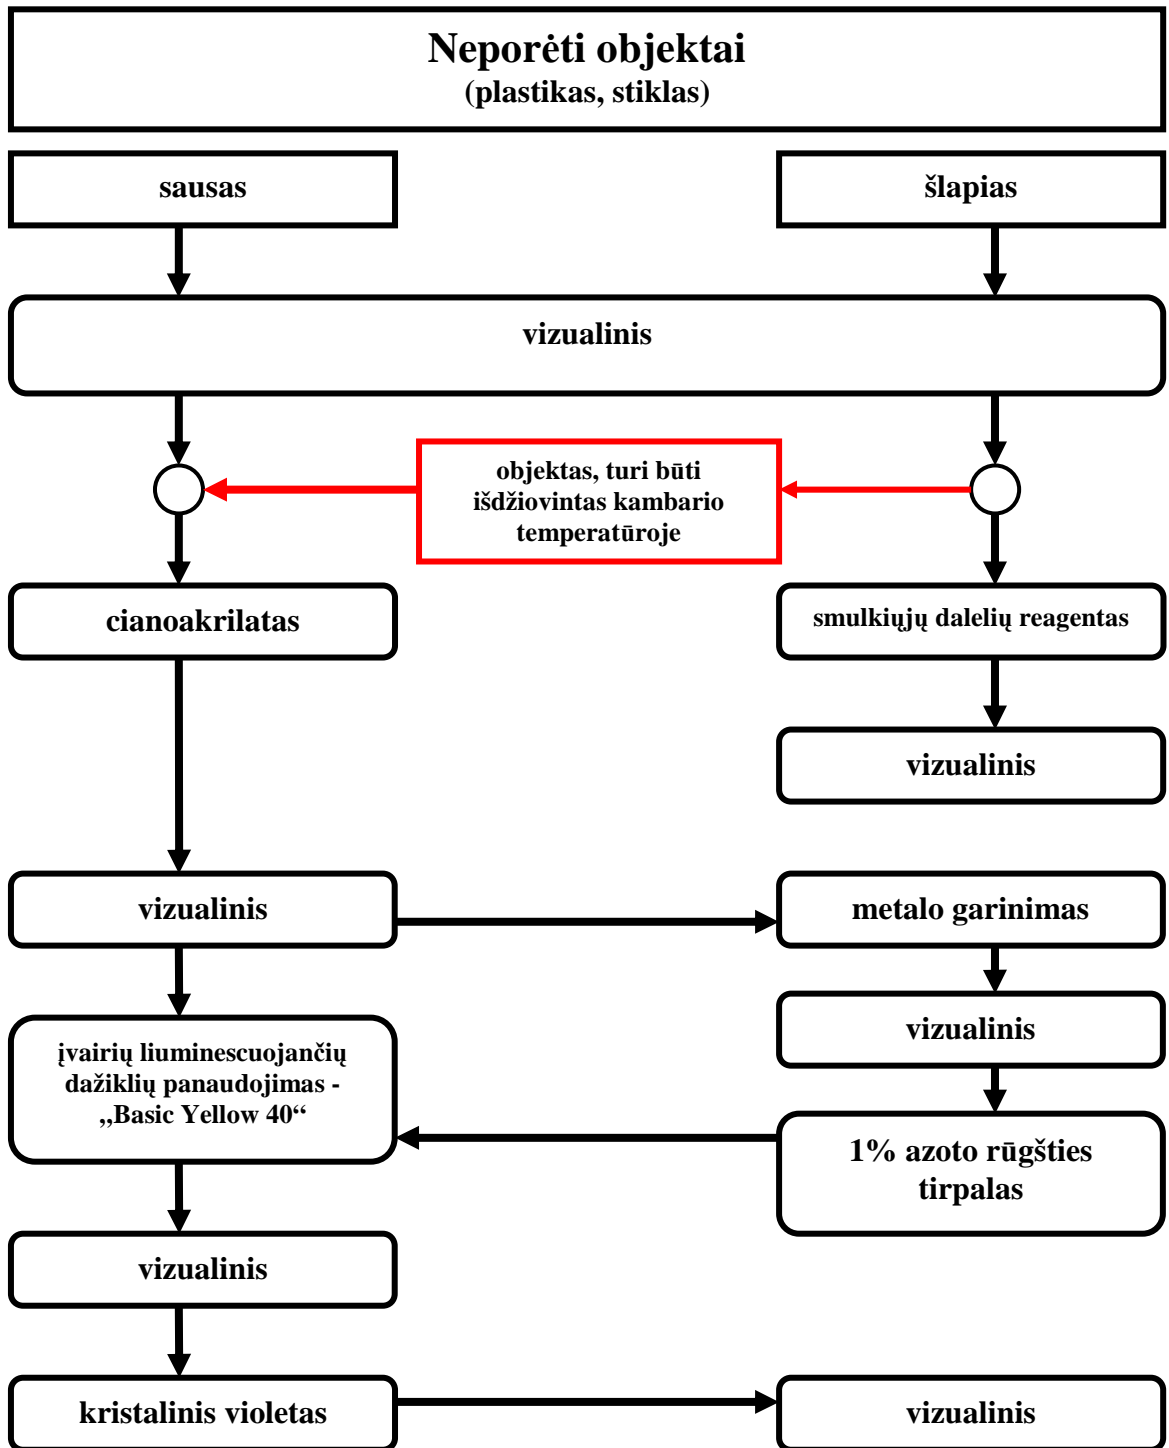 Neporėti objektai
(plastikas, stiklas)
sausas
šlapias
vizualinis
objektas, turi būti
išdžiovintas kambario
temperatūroje
cianoakrilatas
smulkiųjų dalelių reagentas
vizualinis
vizualinis
metalo garinimas
vizualinis
įvairių liuminescuojančių
dažiklių panaudojimas -
„Basic Yellow 40“
1% azoto rūgšties
tirpalas
vizualinis
kristalinis violetas
vizualinis